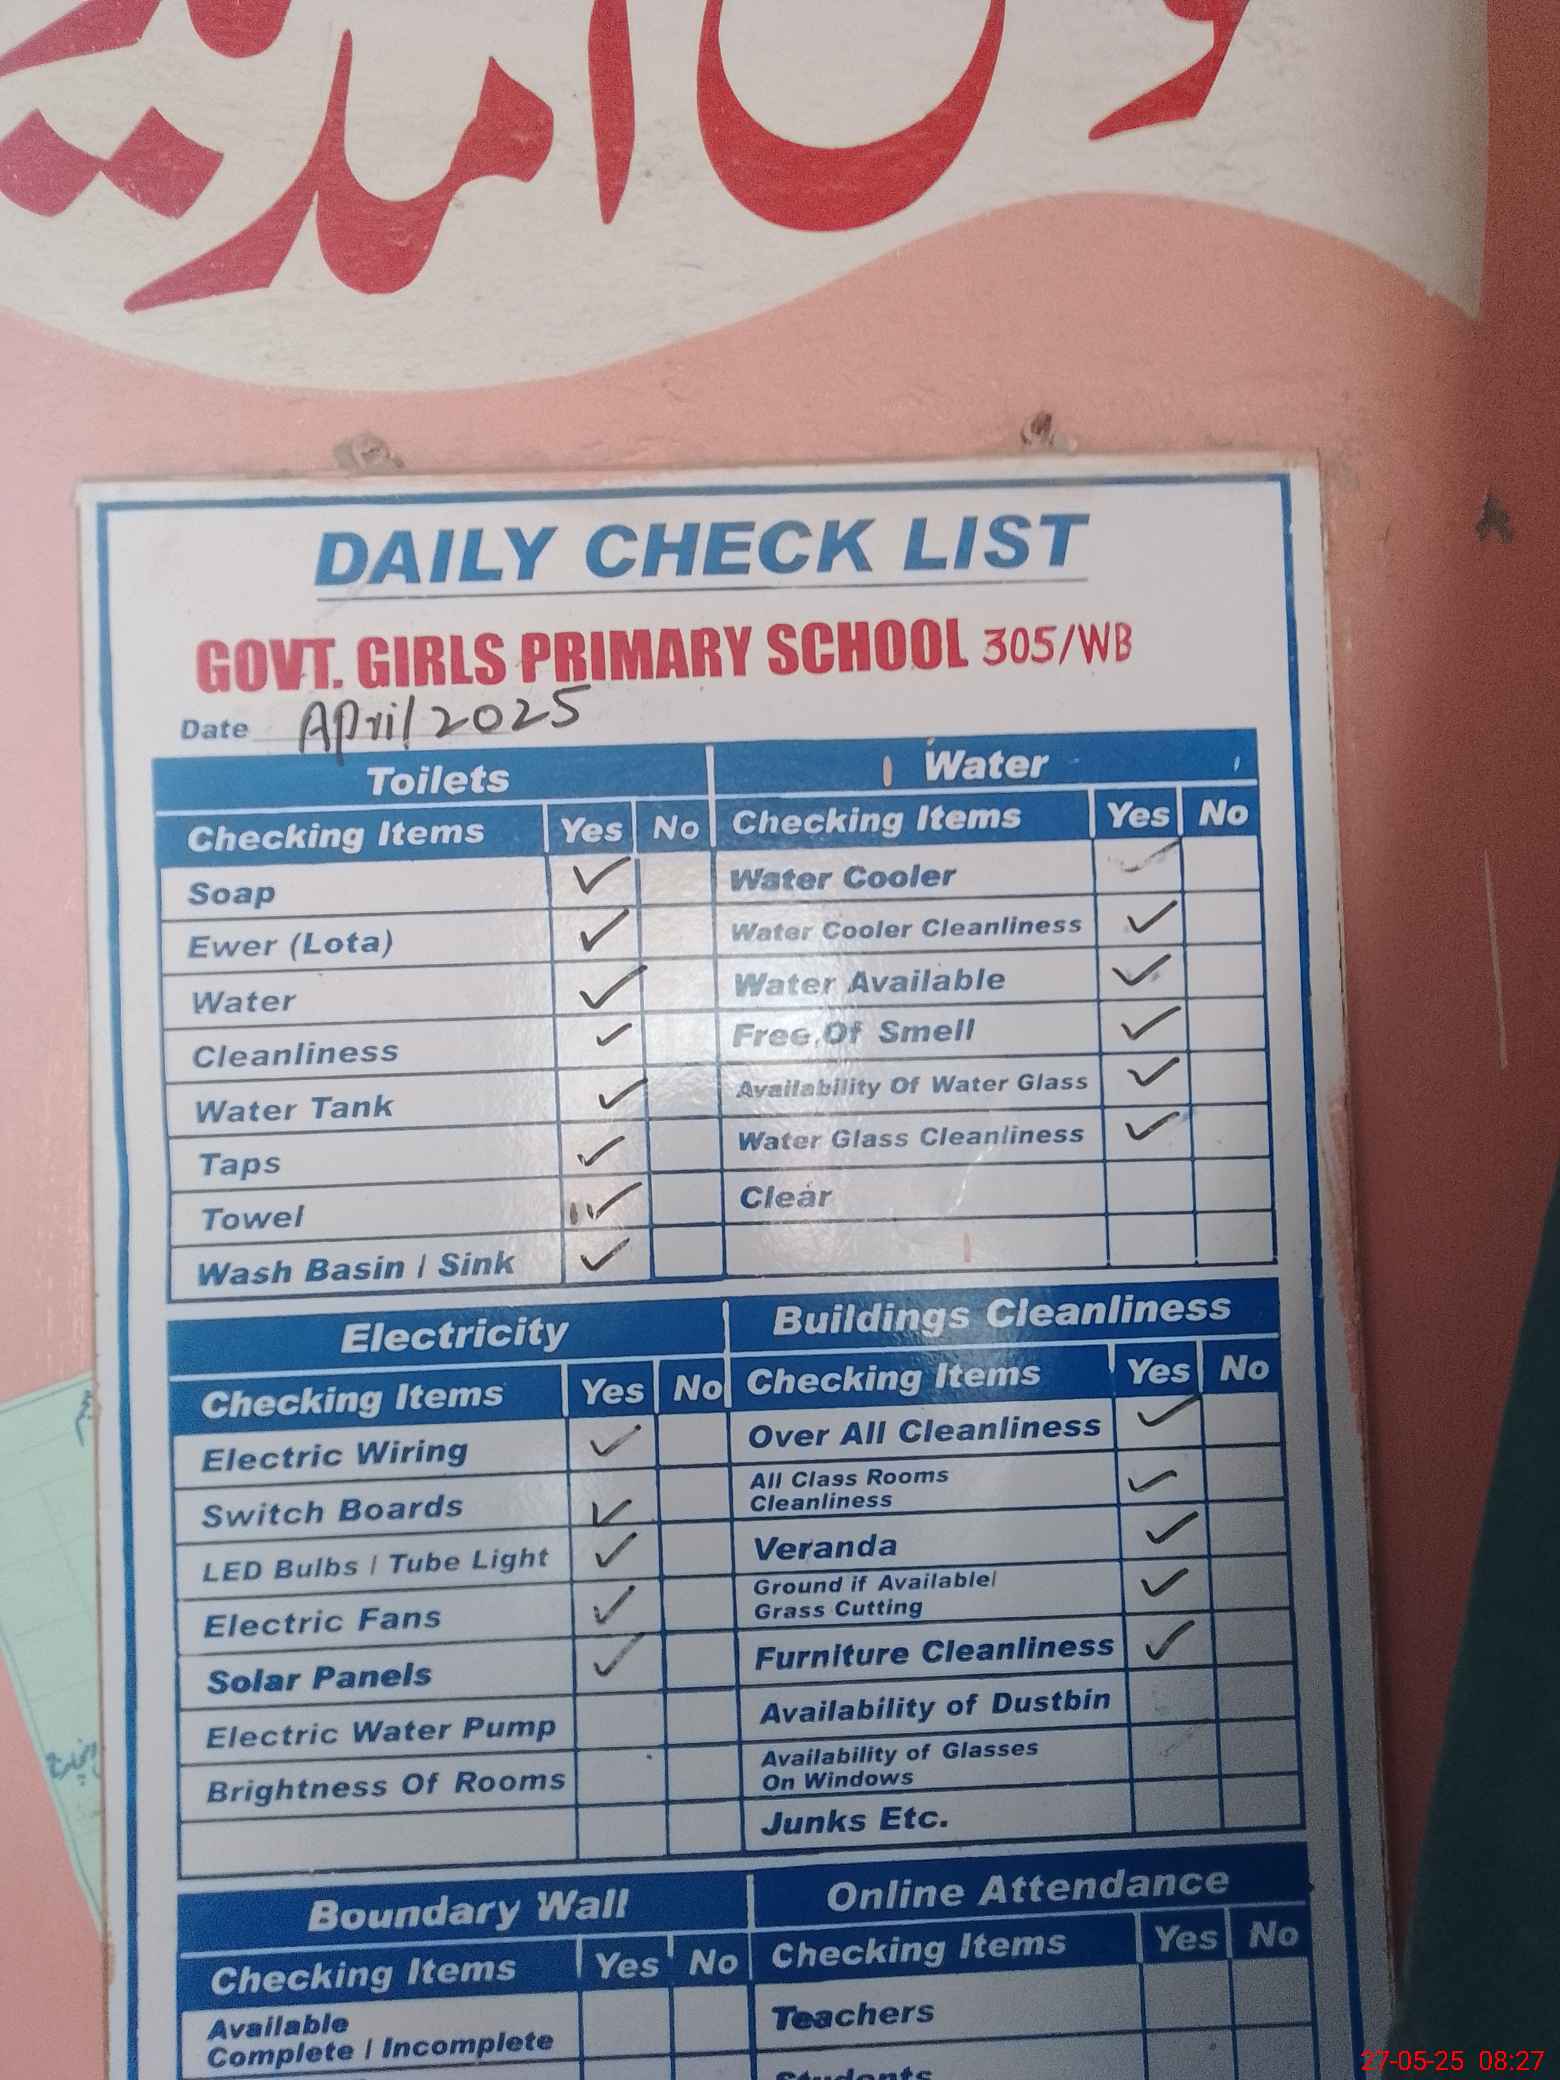 خوش آمدید
DAILY CHECK LIST
GOVT. GIRLS PRIMARY SCHOOL 305/WB
Date April 2025
Toilets
Checking Items Yes No
Soap ✓
Ewer (Lota) ✓
Water ✓
Cleanliness ✓
Water Tank ✓
Taps ✓
Towel ✓
Wash Basin / Sink ✓
Water
Checking Items Yes No
Water Cooler ✓
Water Cooler Cleanliness ✓
Water Available ✓
Free Of Smell ✓
Availability Of Water Glass ✓
Water Glass Cleanliness ✓
Clear
Electricity
Checking Items Yes No
Electric Wiring ✓
Switch Boards ✓
LED Bulbs / Tube Light ✓
Electric Fans ✓
Solar Panels ✓
Electric Water Pump
Brightness Of Rooms
Buildings Cleanliness
Checking Items Yes No
Over All Cleanliness ✓
All Class Rooms
Cleanliness ✓
Veranda ✓
Ground if Available/
Grass Cutting ✓
Furniture Cleanliness ✓
Availability of Dustbin
Availability of Glasses
On Windows
Junks Etc.
Boundary Wall
Checking Items Yes No
Available
Complete / Incomplete
Online Attendance
Checking Items Yes No
Teachers
Students
27-05-25 08:27